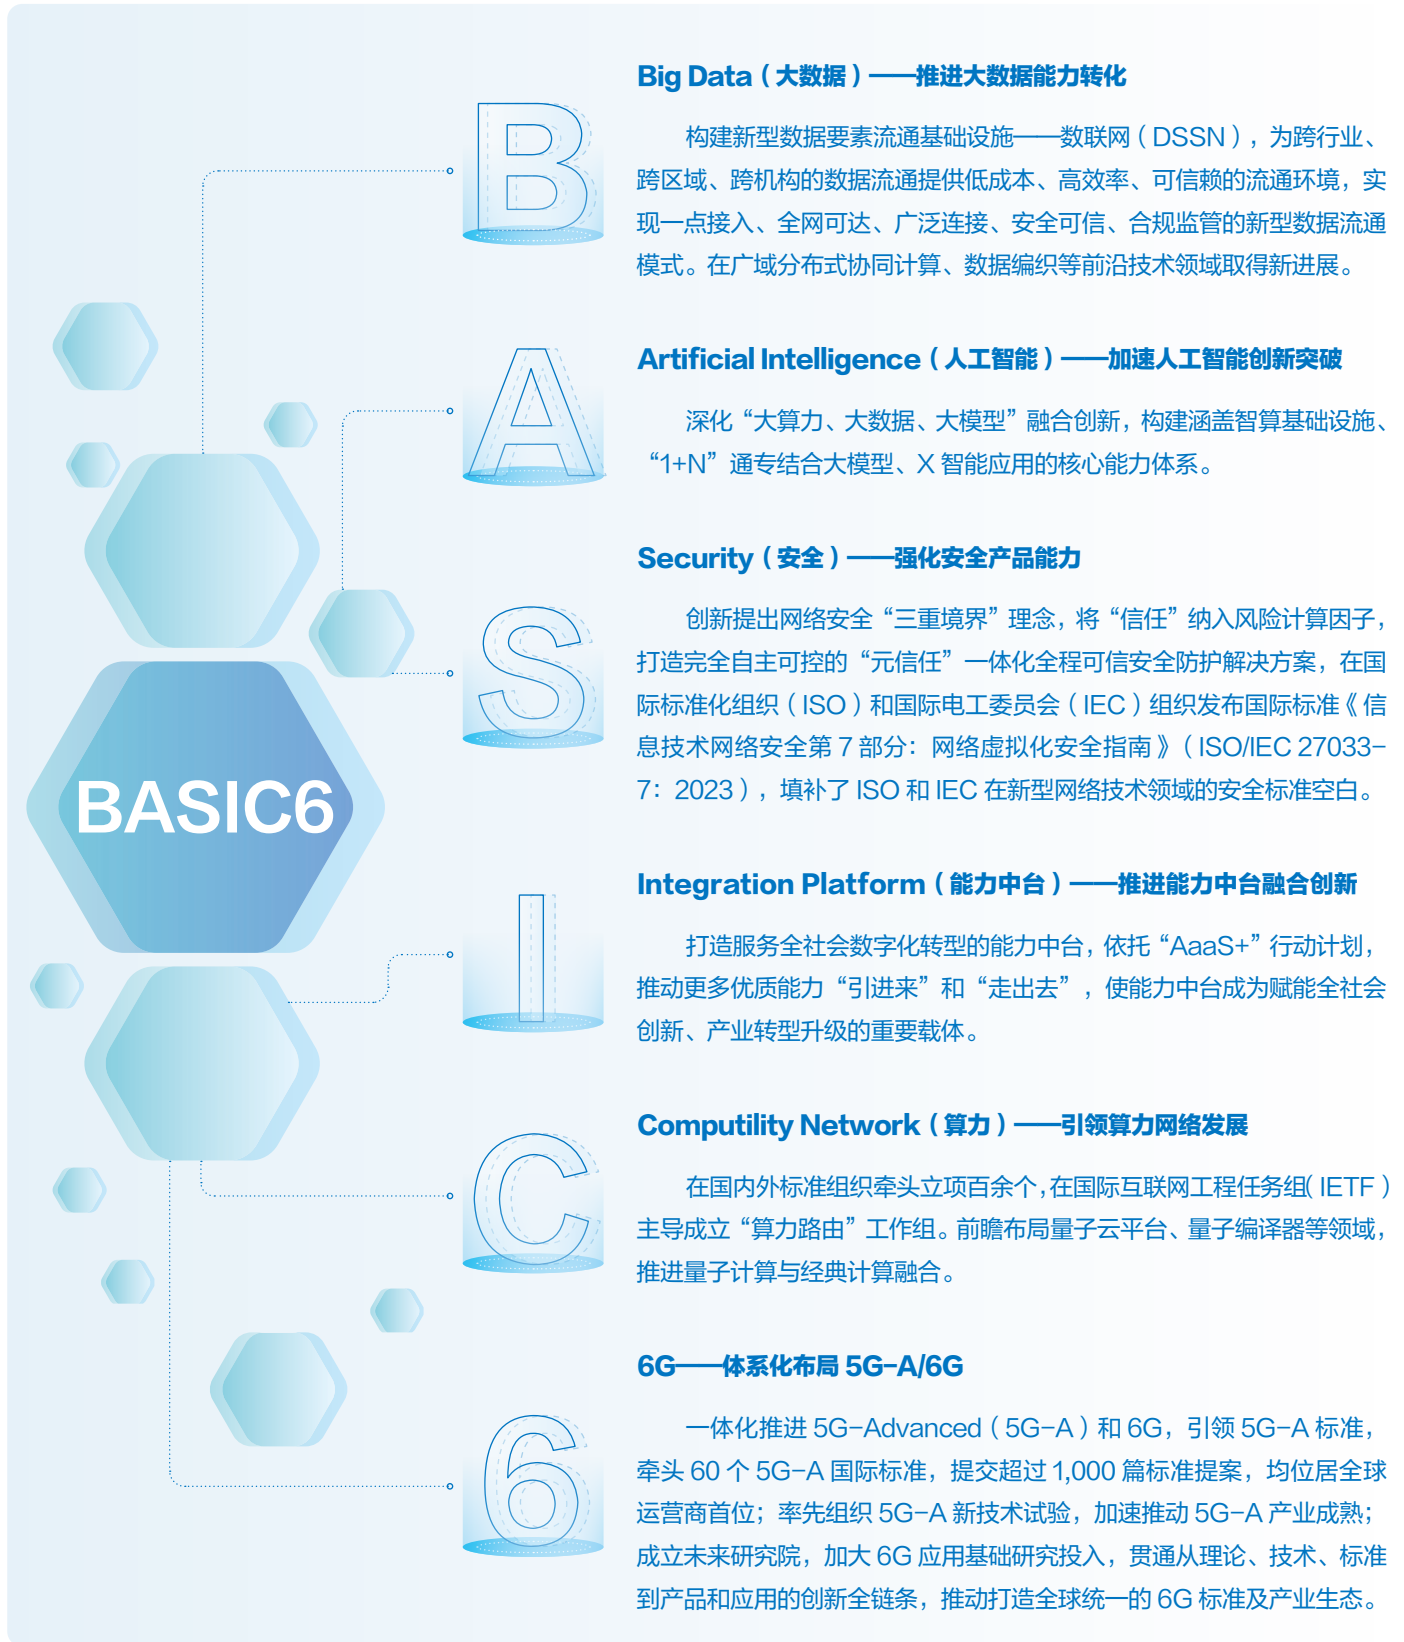 B
Big Data（大数据）——推进大数据能力转化
构建新型数据要素流通基础设施——数联网（DSSN），为跨行业、
跨区域、跨机构的数据流通提供低成本、高效率、可信赖的流通环境，实
现一点接入、全网可达、广泛连接、安全可信、合规监管的新型数据流通
模式。在广域分布式协同计算、数据编织等前沿技术领域取得新进展。
A
Artificial Intelligence（人工智能）——加速人工智能创新突破
深化“大算力、大数据、大模型”融合创新，构建涵盖智算基础设施、
“1+N”通专结合大模型、X 智能应用的核心能力体系。
S
Security（安全）——强化安全产品能力
创新提出网络安全“三重境界”理念，将“信任”纳入风险计算因子，
打造完全自主可控的“元信任”一体化全程可信安全防护解决方案，在国
际标准化组织（ISO）和国际电工委员会（IEC）组织发布国际标准《信
息技术网络安全第 7 部分：网络虚拟化安全指南》（ISO/IEC 27033-
7：2023），填补了 ISO 和 IEC 在新型网络技术领域的安全标准空白。
BASIC6
I
Integration Platform（能力中台）——推进能力中台融合创新
打造服务全社会数字化转型的能力中台，依托“AaaS+”行动计划，
推动更多优质能力“引进来”和“走出去”，使能力中台成为赋能全社会
创新、产业转型升级的重要载体。
C
Computility Network（算力）——引领算力网络发展
在国内外标准组织牵头立项百余个，在国际互联网工程任务组（IETF）
主导成立“算力路由”工作组。前瞻布局量子云平台、量子编译器等领域，
推进量子计算与经典计算融合。
6
6G——体系化布局 5G-A/6G
一体化推进 5G-Advanced（5G-A）和 6G，引领 5G-A 标准，
牵头 60 个 5G-A 国际标准，提交超过 1,000 篇标准提案，均位居全球
运营商首位；率先组织 5G-A 新技术试验，加速推动 5G-A 产业成熟；
成立未来研究院，加大 6G 应用基础研究投入，贯通从理论、技术、标准
到产品和应用的创新全链条，推动打造全球统一的 6G 标准及产业生态。